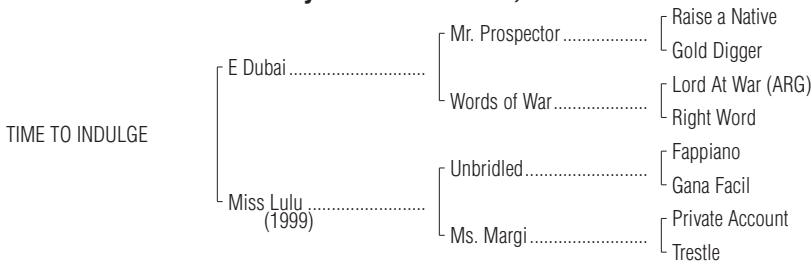 Raise a Native
Mr. Prospector
Gold Digger
E Dubai
Lord At War (ARG)
Words of War
Right Word
TIME TO INDULGE
Fappiano
Unbridled
Gana Facil
Miss Lulu
(1999)
Private Account
Ms. Margi
Trestle